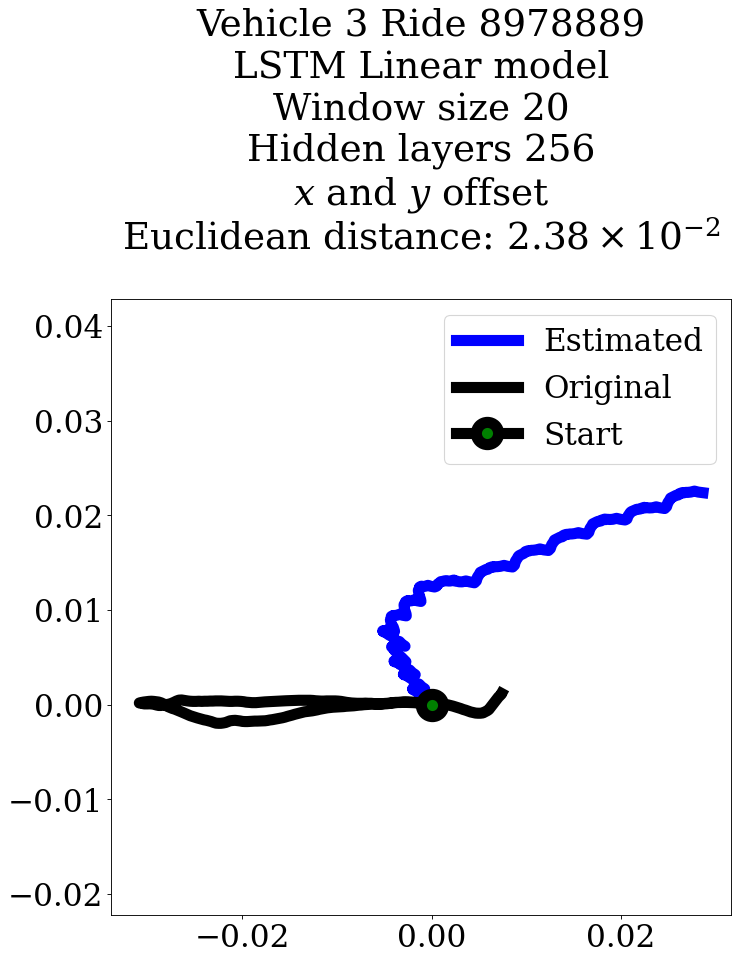 Vehicle 3 Ride 8978889
LSTM Linear model
Window size 20
Hidden layers 256
x and y offset
Euclidean distance: 2.38 × 10⁻²
Estimated
Original
Start
0.04
0.03
0.02
0.01
0.00
−0.01
−0.02
−0.02 0.00 0.02